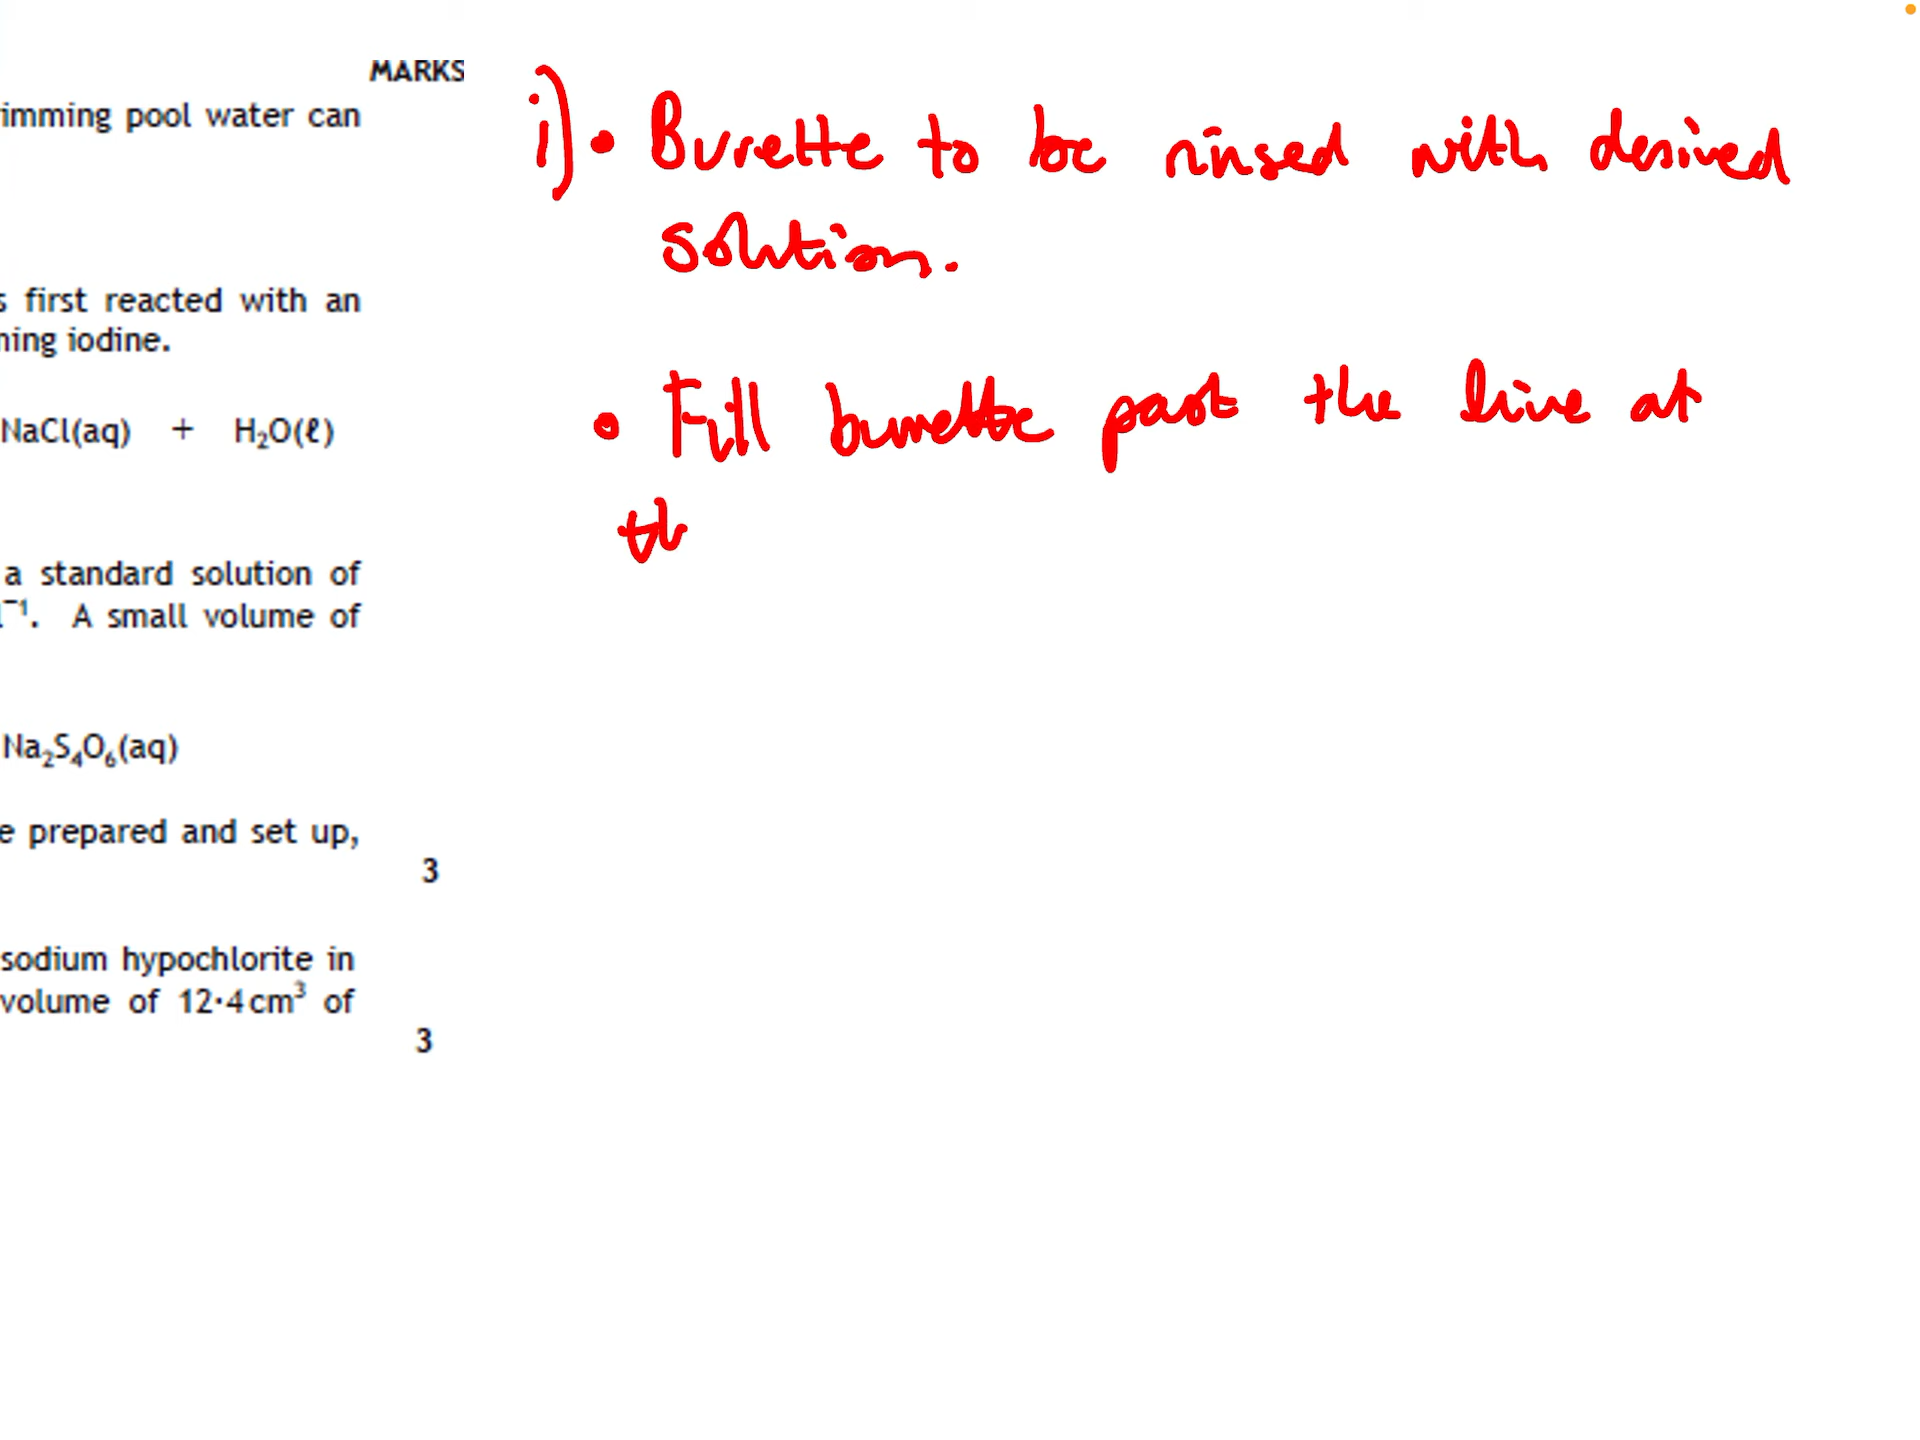 MARKS
imming pool water can
s first reacted with an
ning iodine.
NaCl(aq) + H₂O(ℓ)
a standard solution of
l⁻¹. A small volume of
Na₂S₄O₆(aq)
e prepared and set up,
3
sodium hypochlorite in
volume of 12·4 cm³ of
3
i) • Burette to be rinsed with desired
solution.
• Fill burette past the line at
th